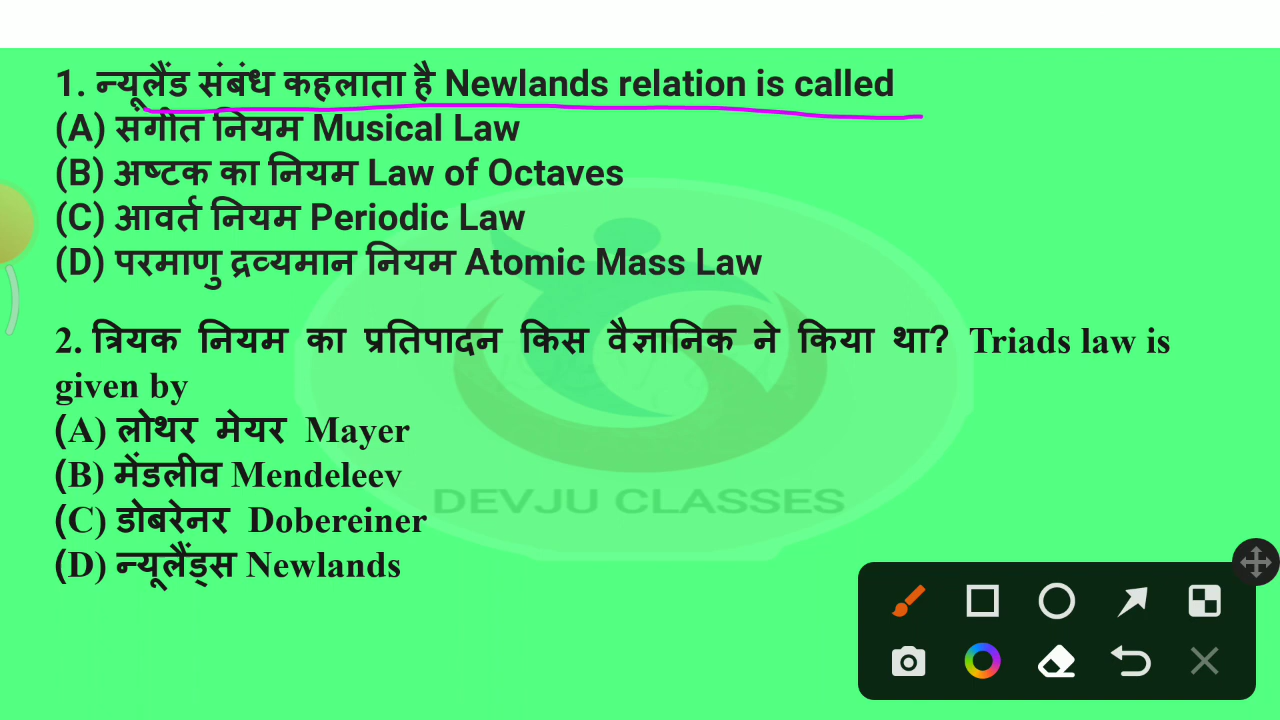 1. न्यूलैंड संबंध कहलाता है Newlands relation is called
(A) संगीत नियम Musical Law
(B) अष्टक का नियम Law of Octaves
(C) आवर्त नियम Periodic Law
(D) परमाणु द्रव्यमान नियम Atomic Mass Law
2. त्रियक नियम का प्रतिपादन किस वैज्ञानिक ने किया था? Triads law is
given by
(A) लोथर मेयर Mayer
(B) मेंडलीव Mendeleev
(C) डोबरेनर Dobereiner
(D) न्यूलैंड्स Newlands
DEVJU CLASSES